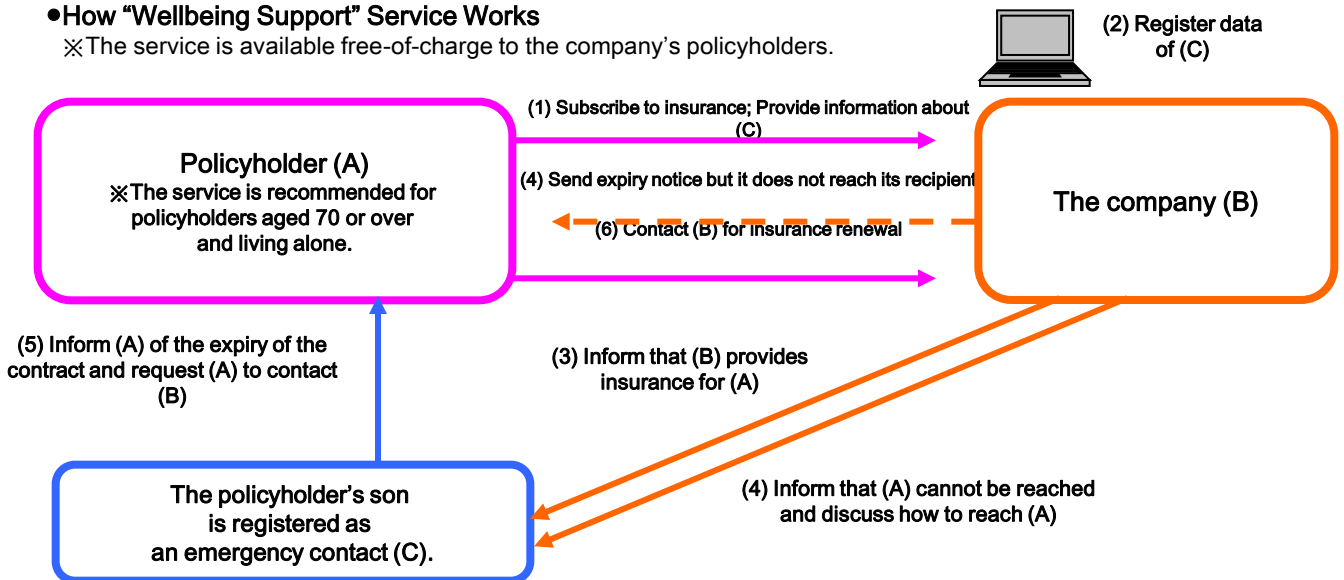 ●How “Wellbeing Support” Service Works
※The service is available free-of-charge to the company’s policyholders.
(2) Register data
of (C)
(1) Subscribe to insurance; Provide information about
(C)
Policyholder (A)
※The service is recommended for
policyholders aged 70 or over
and living alone.
(4) Send expiry notice but it does not reach its recipient
The company (B)
(6) Contact (B) for insurance renewal
(5) Inform (A) of the expiry of the
contract and request (A) to contact
(B)
(3) Inform that (B) provides
insurance for (A)
(4) Inform that (A) cannot be reached
and discuss how to reach (A)
The policyholder’s son
is registered as
an emergency contact (C).